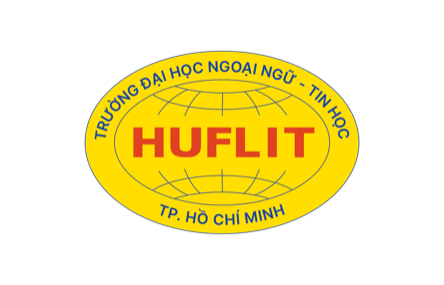 TRƯỜNG ĐẠI HỌC NGOẠI NGỮ - TIN HỌC
HUFLIT
TP. HỒ CHÍ MINH